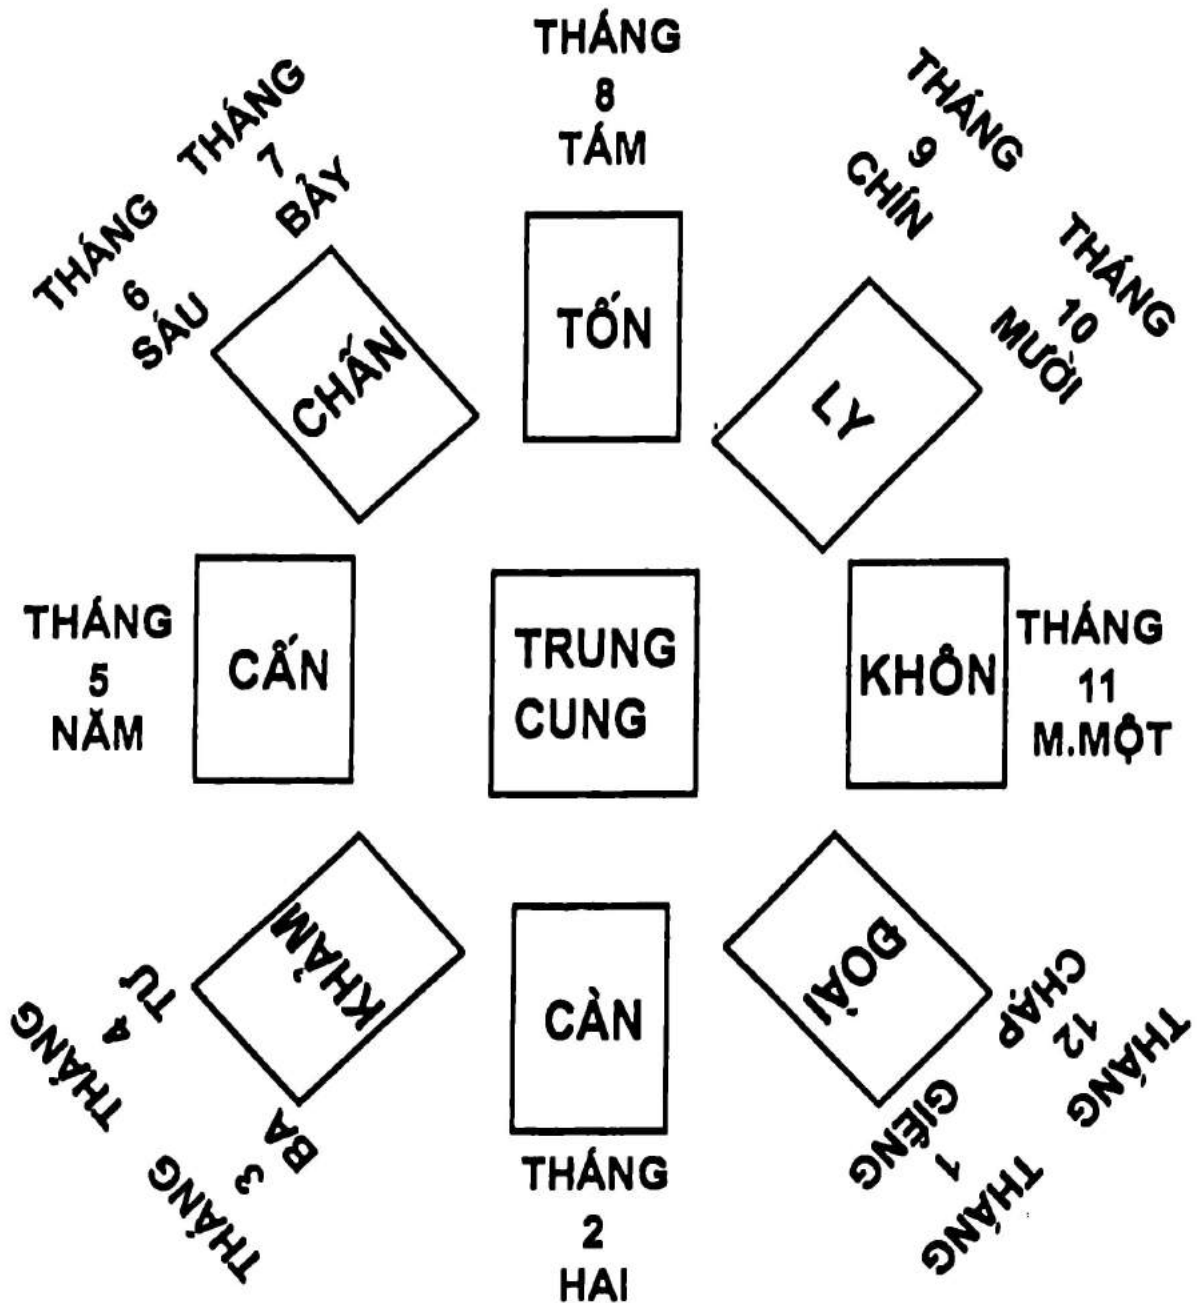 THÁNG
8
TÁM
THÁNG
7
BẢY
THÁNG
9
CHÍN
THÁNG
6
SÁU
THÁNG
10
MƯỜI
TỐN
CHẤN
LY
THÁNG
5
NĂM
CẤN
TRUNG
CUNG
KHÔN
THÁNG
11
M.MỘT
KHẢM
CÀN
ĐOÀI
TƯ
4
THÁNG
BA
3
THÁNG
THÁNG
2
HAI
GIÊNG
1
THÁNG
CHẠP
12
THÁNG